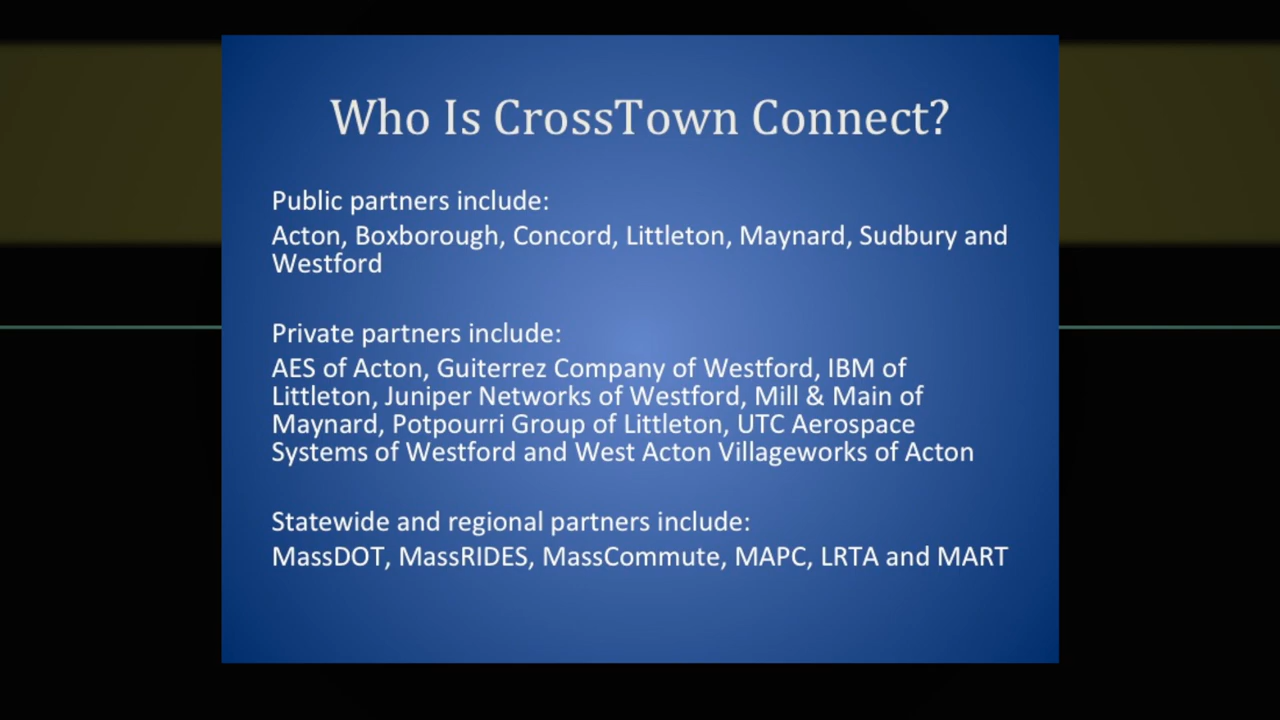 Who Is CrossTown Connect?
Public partners include:
Acton, Boxborough, Concord, Littleton, Maynard, Sudbury and
Westford
Private partners include:
AES of Acton, Guiterrez Company of Westford, IBM of
Littleton, Juniper Networks of Westford, Mill & Main of
Maynard, Potpourri Group of Littleton, UTC Aerospace
Systems of Westford and West Acton Villageworks of Acton
Statewide and regional partners include:
MassDOT, MassRIDES, MassCommute, MAPC, LRTA and MART